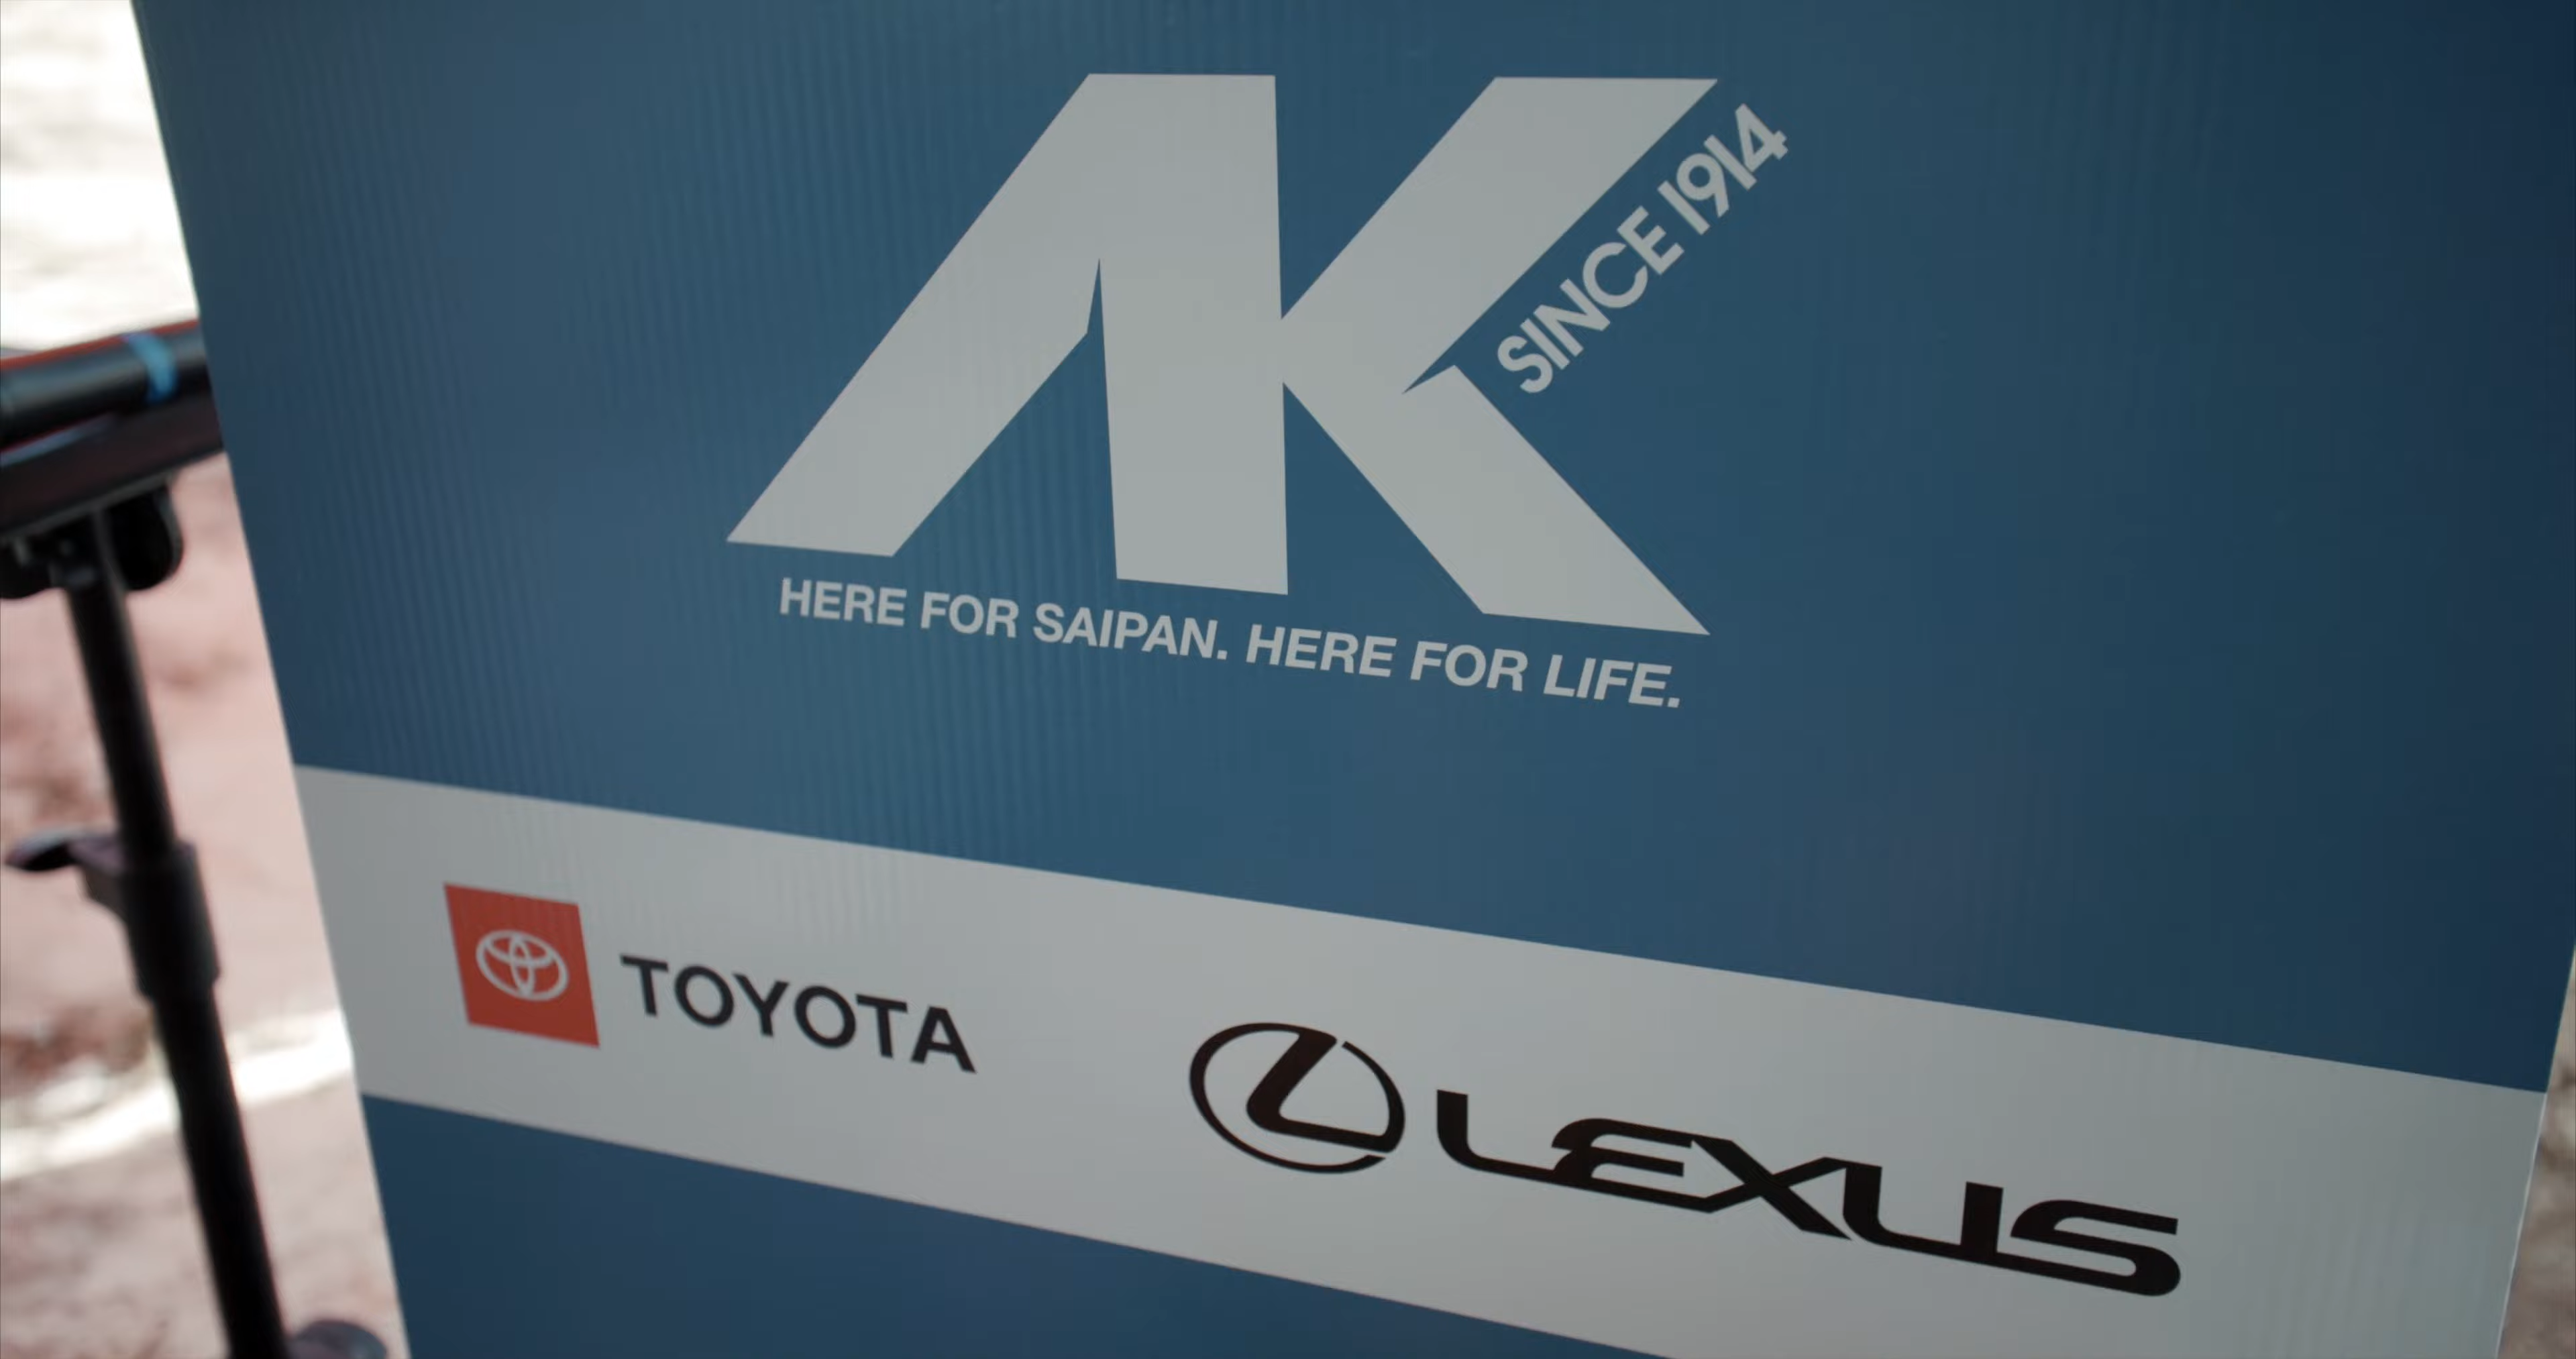 AK
SINCE 1914
HERE FOR SAIPAN. HERE FOR LIFE.
TOYOTA
LEXUS